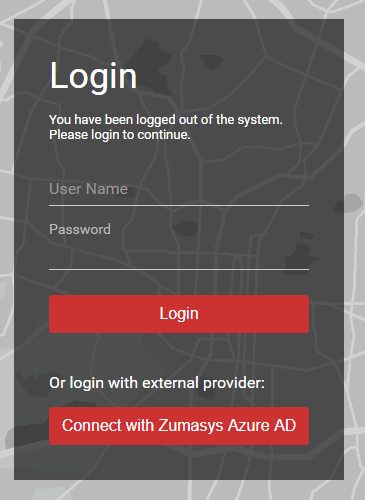 Login
You have been logged out of the system.
Please login to continue.
User Name
Password
Login
Or login with external provider:
Connect with Zumasys Azure AD